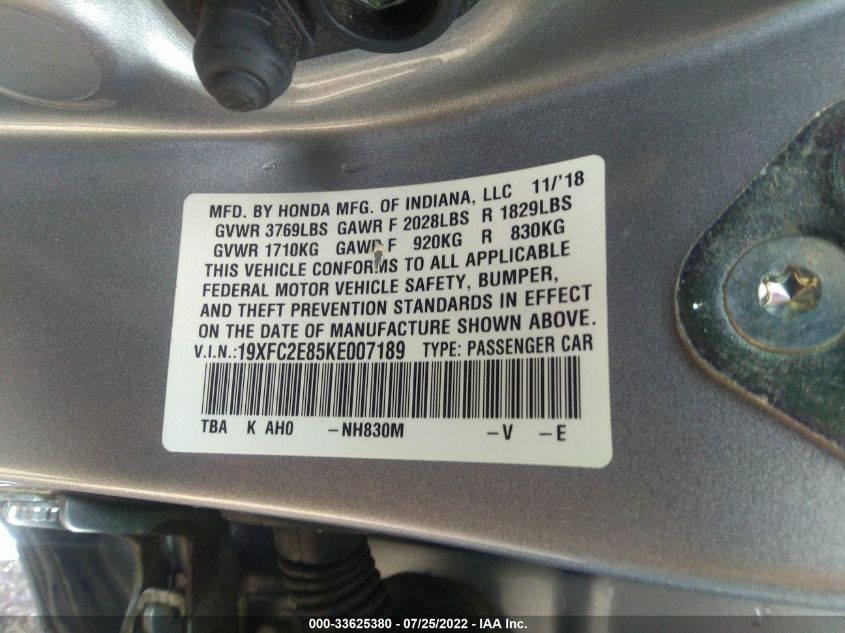 MFD. BY HONDA MFG. OF INDIANA, LLC 11/'18
GVWR 3769LBS GAWR F 2028LBS R 1829LBS
GVWR 1710KG GAWR F 920KG R 830KG
THIS VEHICLE CONFORMS TO ALL APPLICABLE
FEDERAL MOTOR VEHICLE SAFETY, BUMPER,
AND THEFT PREVENTION STANDARDS IN EFFECT
ON THE DATE OF MANUFACTURE SHOWN ABOVE.
V.I.N.:19XFC2E85KE007189 TYPE: PASSENGER CAR
TBA K AH0 -NH830M -V -E
000-33625380 - 07/25/2022 - IAA Inc.